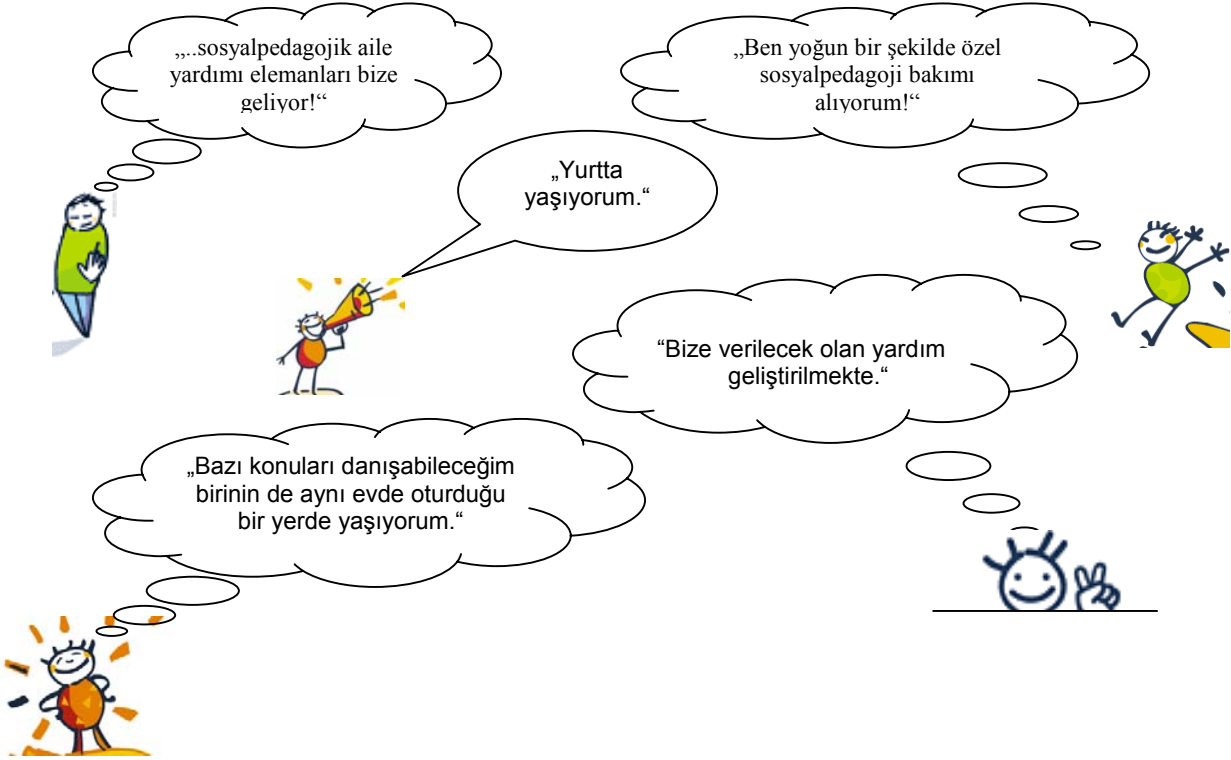 „..sosyalpedagojik aile
yardımı elemanları bize
geliyor!“
„Ben yoğun bir şekilde özel
sosyalpedagoji bakımı
alıyorum!“
„Yurtta
yaşıyorum.“
“Bize verilecek olan yardım
geliştirilmekte.“
„Bazı konuları danışabileceğim
birinin de aynı evde oturduğu
bir yerde yaşıyorum.“